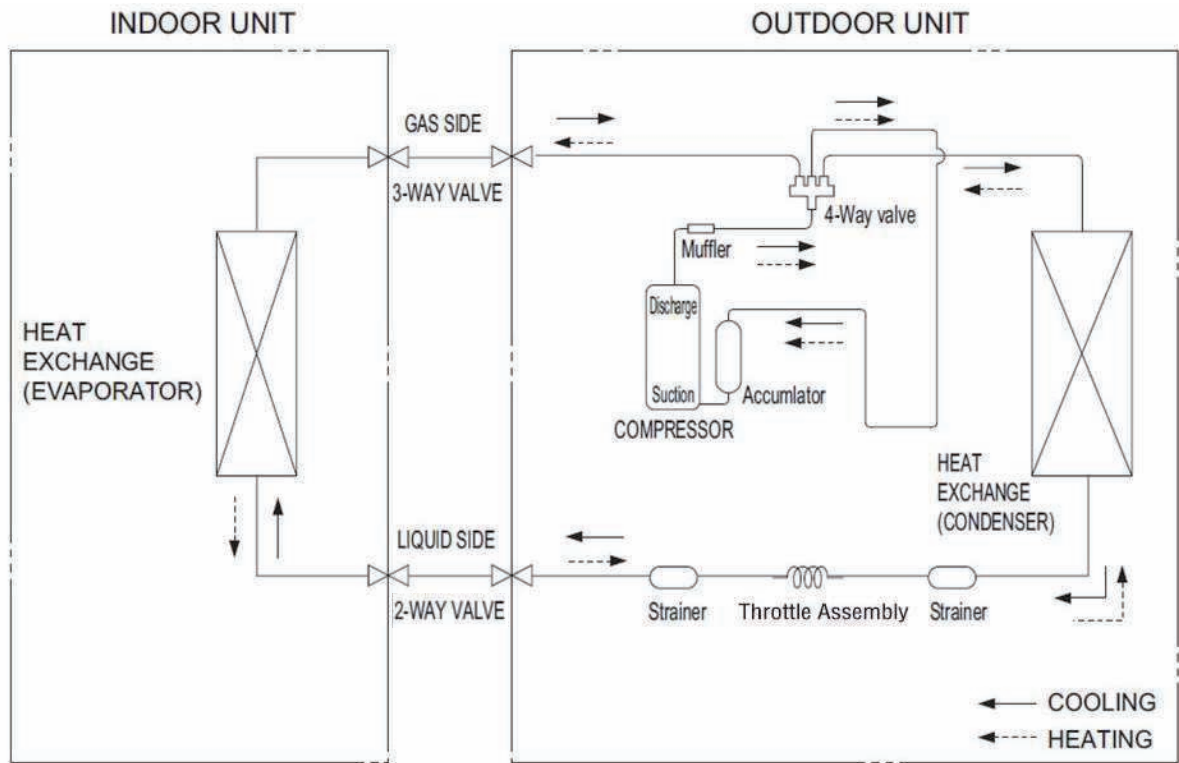 INDOOR UNIT
OUTDOOR UNIT
GAS SIDE
3-WAY VALVE
4-Way valve
Muffler
Discharge
Suction
Accumlator
COMPRESSOR
HEAT
EXCHANGE
(EVAPORATOR)
HEAT
EXCHANGE
(CONDENSER)
LIQUID SIDE
2-WAY VALVE
Strainer
Throttle Assembly
Strainer
COOLING
HEATING